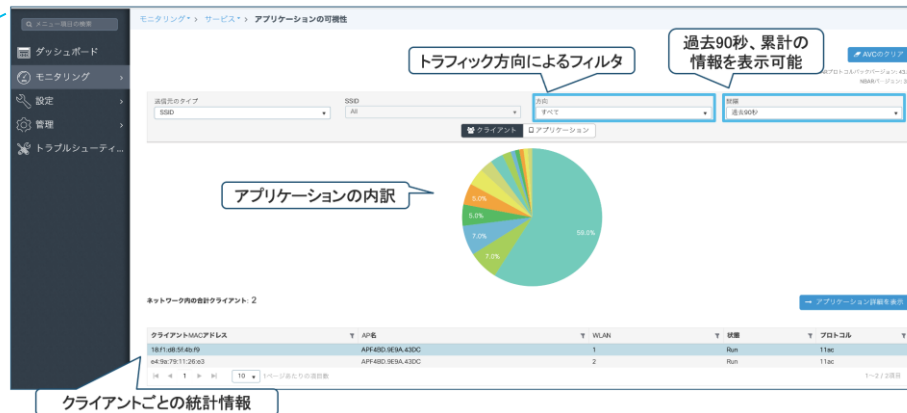 メニュー項目の検索
ダッシュボード
モニタリング
設定
管理
トラブルシューティ...
モニタリング > サービス > アプリケーションの可視性
トラフィック方向によるフィルタ
過去90秒、累計の
情報を表示可能
AVCのクリア
送信元のタイプ
SSID
SSID
All
方向
すべて
過去90秒
クライアント
アプリケーション
アプリケーションの内訳
5.0%
5.0%
7.0%
7.0%
59.0%
ネットワーク内の合計クライアント: 2
アプリケーション詳細を表示
クライアントMACアドレス AP名 WLAN 状態 プロトコル
18:f1:d8:5f:4b:f9 APF4BD.9E9A.43DC 1 Run 11ac
e4:9a:79:11:26:e3 APF4BD.9E9A.43DC 2 Run 11ac
1 10 1ページあたりの項目数
1~2 / 2項目
クライアントごとの統計情報